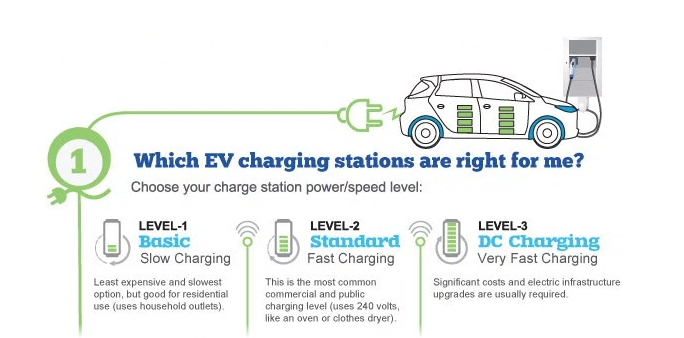 1
Which EV charging stations are right for me?
Choose your charge station power/speed level:
LEVEL-1
Basic
Slow Charging
Least expensive and slowest
option, but good for residential
use (uses household outlets).
LEVEL-2
Standard
Fast Charging
This is the most common
commercial and public
charging level (uses 240 volts,
like an oven or clothes dryer).
LEVEL-3
DC Charging
Very Fast Charging
Significant costs and electric infrastructure
upgrades are usually required.